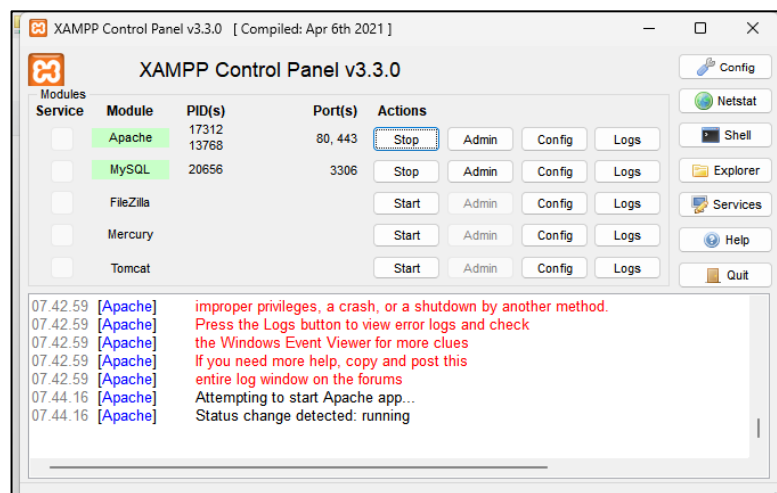 XAMPP Control Panel v3.3.0 [ Compiled: Apr 6th 2021 ]
XAMPP Control Panel v3.3.0
Config
Modules
Service Module PID(s) Port(s) Actions
Netstat
Apache 17312 13768 80, 443 Stop Admin Config Logs
Shell
MySQL 20656 3306 Stop Admin Config Logs
Explorer
FileZilla Start Admin Config Logs
Services
Mercury Start Admin Config Logs
Help
Tomcat Start Admin Config Logs
Quit
07.42.59 [Apache] improper privileges, a crash, or a shutdown by another method.
07.42.59 [Apache] Press the Logs button to view error logs and check
07.42.59 [Apache] the Windows Event Viewer for more clues
07.42.59 [Apache] If you need more help, copy and post this
07.42.59 [Apache] entire log window on the forums
07.44.16 [Apache] Attempting to start Apache app...
07.44.16 [Apache] Status change detected: running